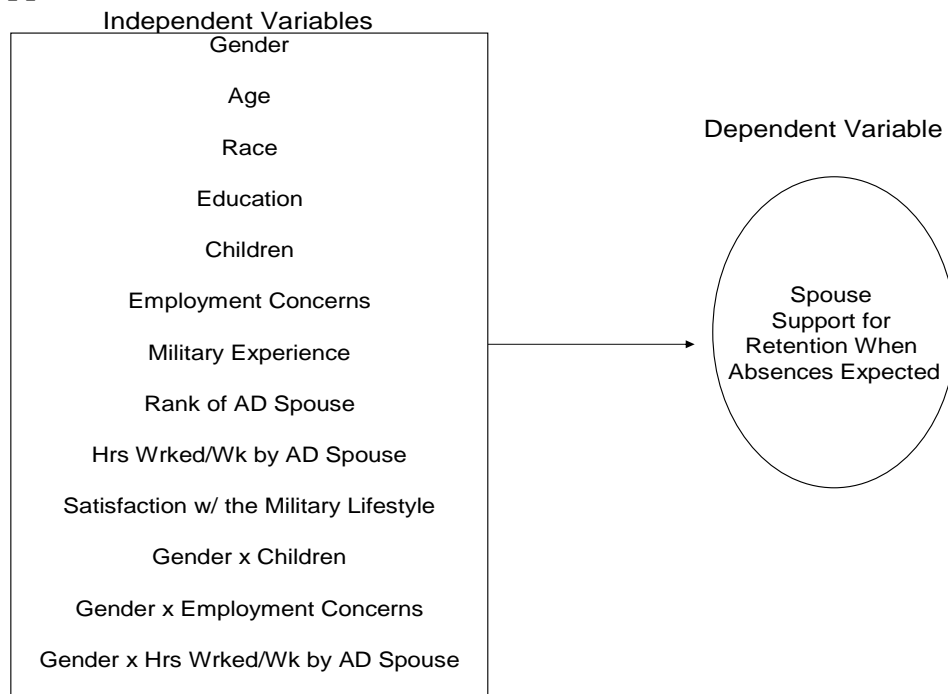 Independent Variables
Gender
Age
Race
Education
Children
Employment Concerns
Military Experience
Rank of AD Spouse
Hrs Wrked/Wk by AD Spouse
Satisfaction w/ the Military Lifestyle
Gender x Children
Gender x Employment Concerns
Gender x Hrs Wrked/Wk by AD Spouse
Dependent Variable
Spouse
Support for
Retention When
Absences Expected